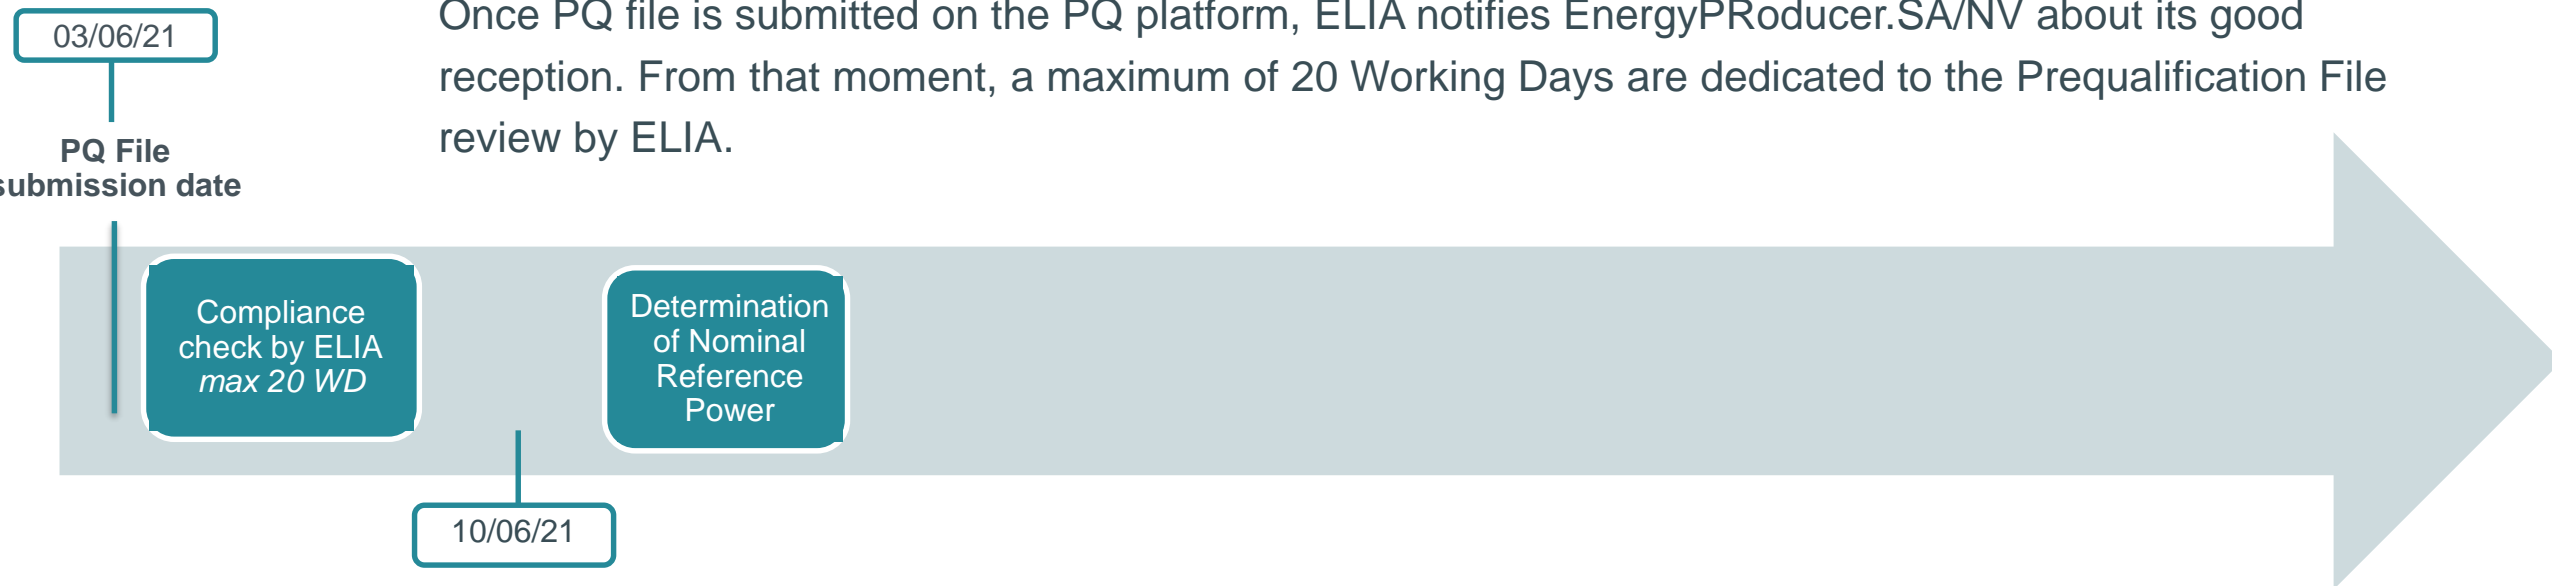 03/06/21
PQ File
submission date
Once PQ file is submitted on the PQ platform, ELIA notifies EnergyPRoducer.SA/NV about its good
reception. From that moment, a maximum of 20 Working Days are dedicated to the Prequalification File
review by ELIA.
Compliance
check by ELIA
max 20 WD
Determination
of Nominal
Reference
Power
10/06/21